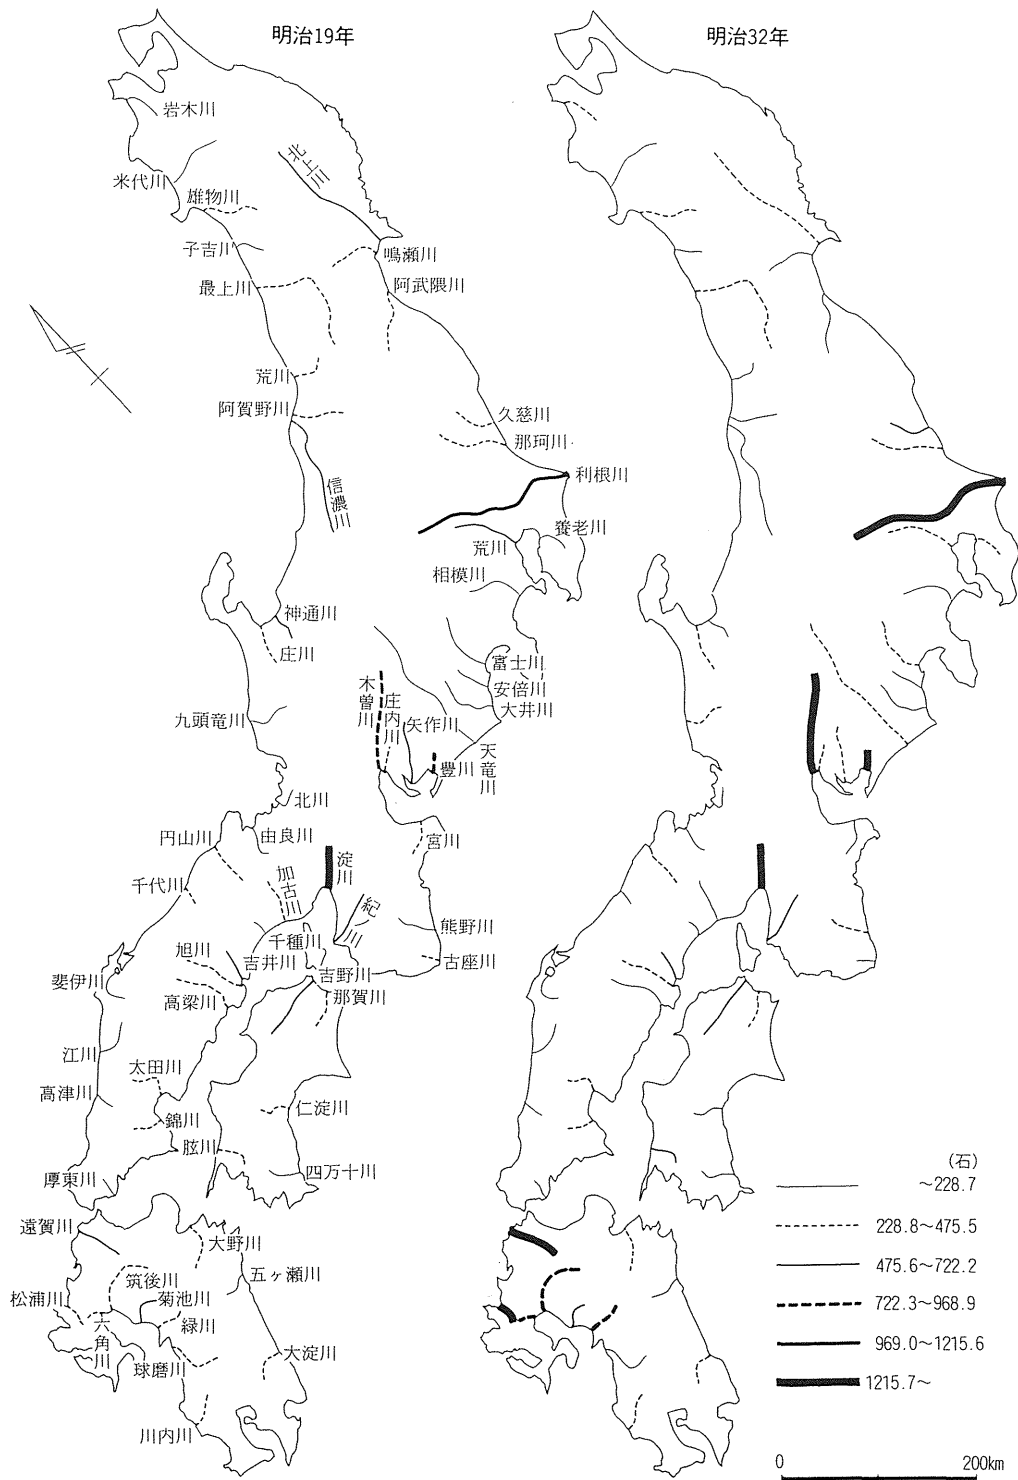 明治19年
明治32年
岩木川
北上川
米代川
雄物川
子吉川
鳴瀬川
最上川
阿武隈川
荒川
阿賀野川
久慈川
那珂川
信濃川
利根川
養老川
荒川
相模川
神通川
庄川
富士川
安倍川
大井川
木曽川
庄内川
矢作川
九頭竜川
豊川
天竜川
北川
由良川
円山川
宮川
千代川
加古川
淀川
紀川
熊野川
千種川
旭川
吉井川
吉野川
古座川
斐伊川
高梁川
那賀川
江川
太田川
高津川
錦川
仁淀川
肱川
四万十川
厚東川
遠賀川
大野川
五ヶ瀬川
筑後川
菊池川
松浦川
六角川
緑川
球磨川
大淀川
川内川
(石)
～228.7
228.8～475.5
475.6～722.2
722.3～968.9
969.0～1215.6
1215.7～
0 200km